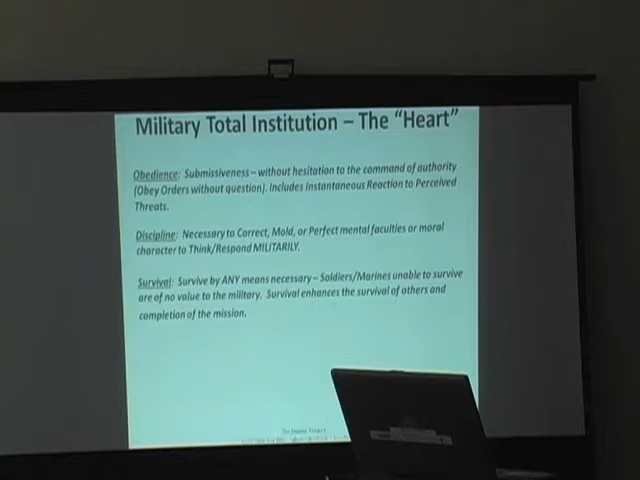 Military Total Institution – The “Heart”
Obedience: Submissive– without hesitation to the command of authority
(Obey Orders without question). Includes Instantaneous Reaction to Perceived
Threats.
Discipline: Necessary to Correct, Mold, or Perfect mental faculties or moral
character to Think/Respond MILITARILY.
Survival: Survive by ANY means necessary – Soldiers/Marines unable to survive
are of no value to the military. Survival enhances the survival of others and
completion of the mission.